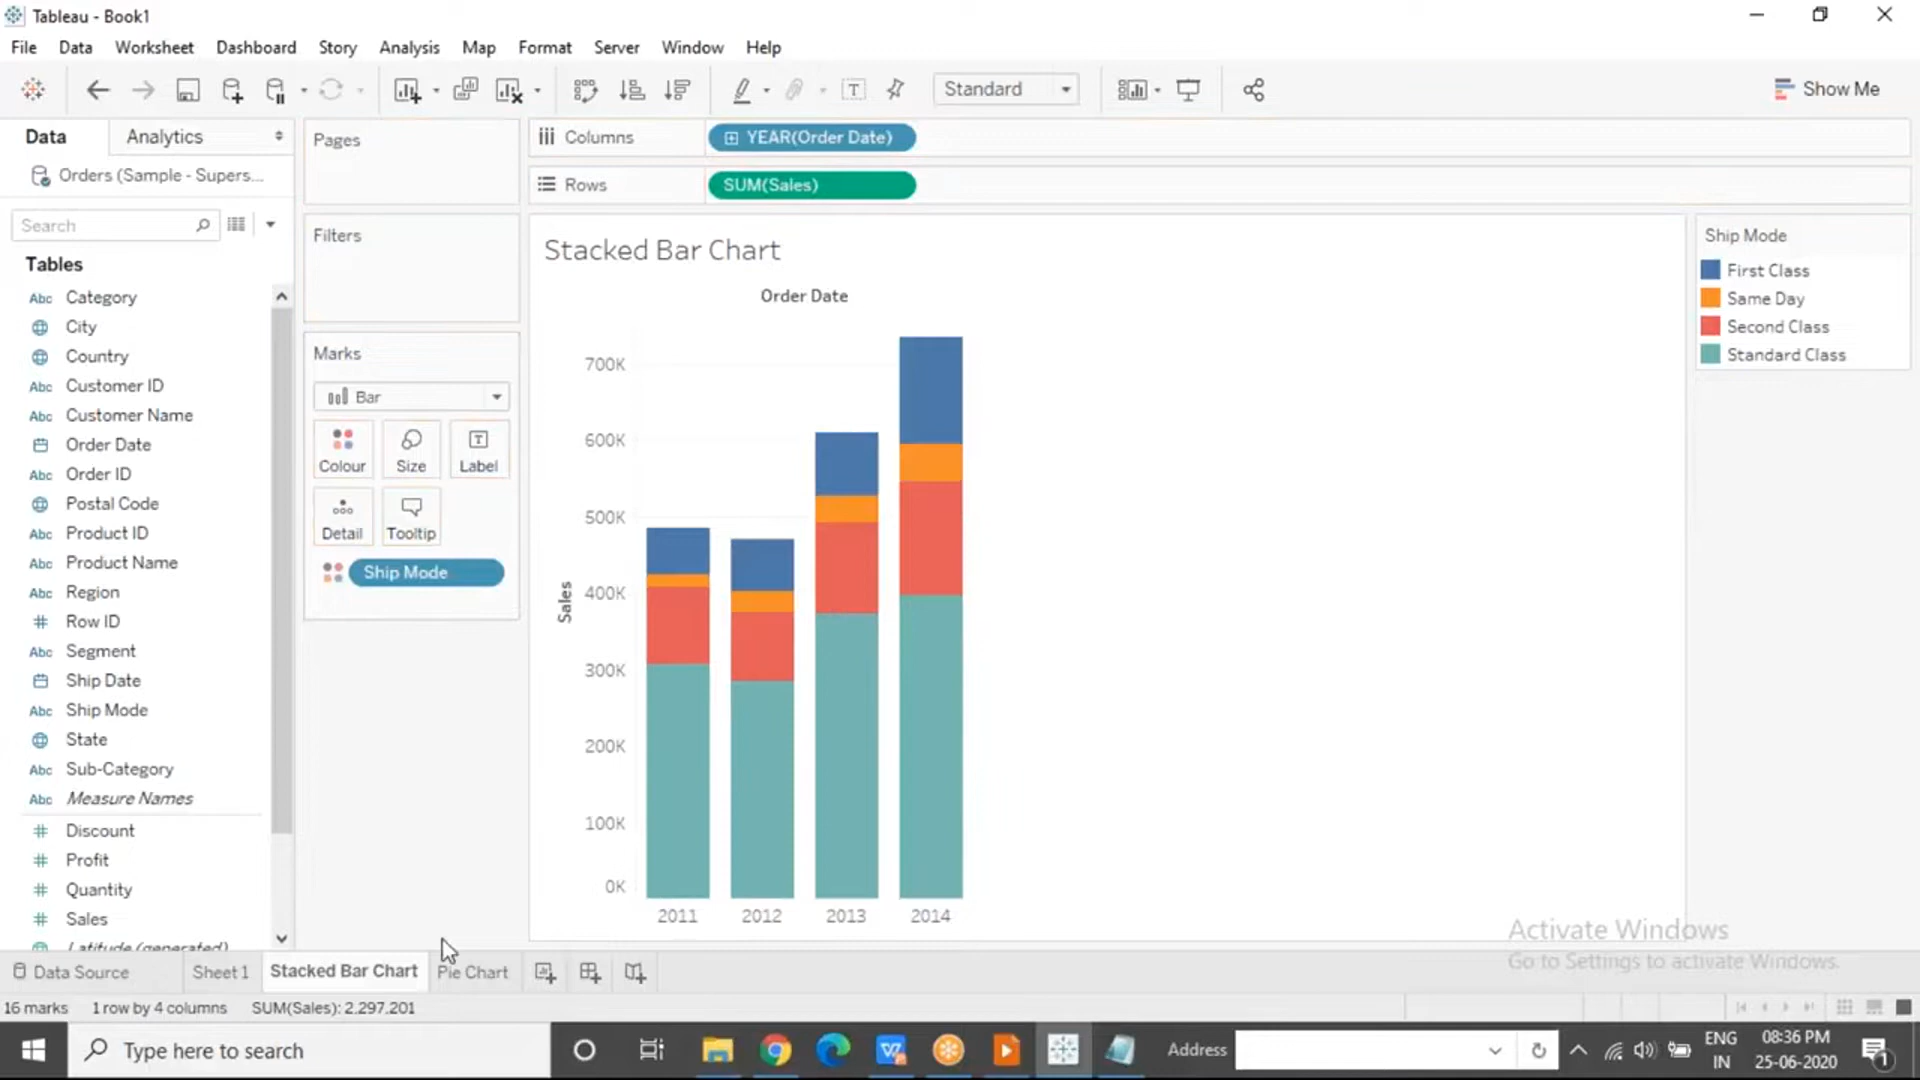 Tableau - Book1
File Data Worksheet Dashboard Story Analysis Map Format Server Window Help
Standard
Show Me
Data
Analytics
Pages
Columns
YEAR(Order Date)
Orders (Sample - Supers...
Rows
SUM(Sales)
Search
Filters
Tables
Abc Category
City
Country
Abc Customer ID
Abc Customer Name
Order Date
Abc Order ID
Postal Code
Abc Product ID
Abc Product Name
Abc Region
# Row ID
Abc Segment
Ship Date
Abc Ship Mode
State
Abc Sub-Category
Abc Measure Names
# Discount
# Profit
# Quantity
# Sales
Latitude (generated)
Marks
Bar
Colour
Size
Label
Detail
Tooltip
Ship Mode
Stacked Bar Chart
Order Date
700K
600K
500K
400K
300K
200K
100K
0K
Sales
2011 2012 2013 2014
Ship Mode
First Class
Same Day
Second Class
Standard Class
Activate Windows
Go to Settings to activate Windows.
Data Source
Sheet 1
Stacked Bar Chart
Pie Chart
16 marks 1 row by 4 columns SUM(Sales): 2.297.201
Type here to search
Address
ENG
IN
08:36 PM
25-06-2020
1